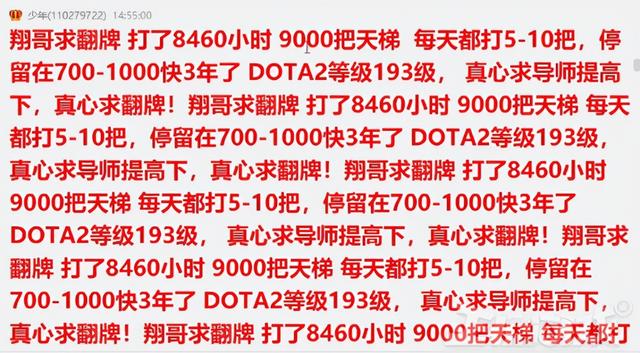 少年(110279722) 14:55:00
翔哥求翻牌 打了8460小时 9000把天梯 每天都打5-10把，停
留在700-1000快3年了 DOTA2等级193级， 真心求导师提高
下，真心求翻牌！翔哥求翻牌 打了8460小时 9000把天梯 每天
都打5-10把，停留在700-1000快3年了 DOTA2等级193级，
真心求导师提高下，真心求翻牌！翔哥求翻牌 打了8460小时
9000把天梯 每天都打5-10把，停留在700-1000快3年了
DOTA2等级193级， 真心求导师提高下，真心求翻牌！翔哥求
翻牌 打了8460小时 9000把天梯 每天都打5-10把，停留在
700-1000快3年了 DOTA2等级193级， 真心求导师提高下，
真心求翻牌！翔哥求翻牌 打了8460小时 9000把天梯 每天都打